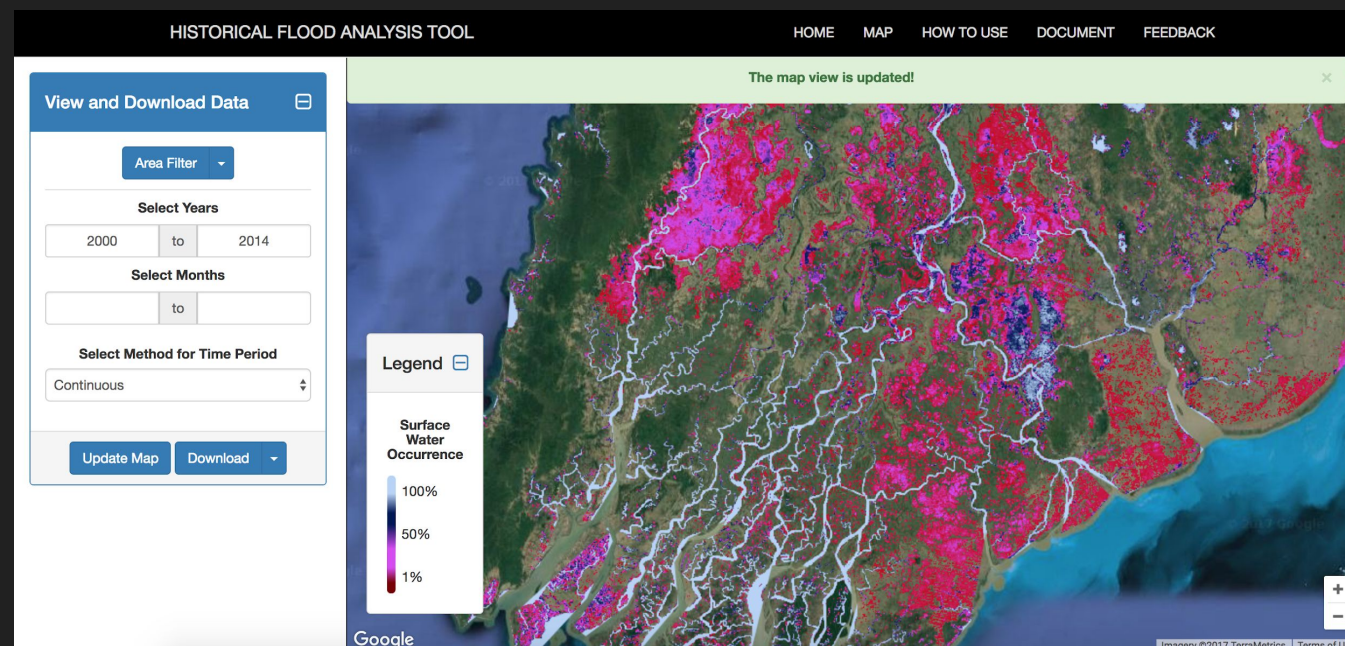 HISTORICAL FLOOD ANALYSIS TOOL
HOME MAP HOW TO USE DOCUMENT FEEDBACK
The map view is updated!
×
View and Download Data
Area Filter
Select Years
2000 to 2014
Select Months
to
Select Method for Time Period
Continuous
Update Map Download
Legend
Surface
Water
Occurrence
100%
50%
1%
Google
+
−
Imagery ©2017 TerraMetrics Terms of